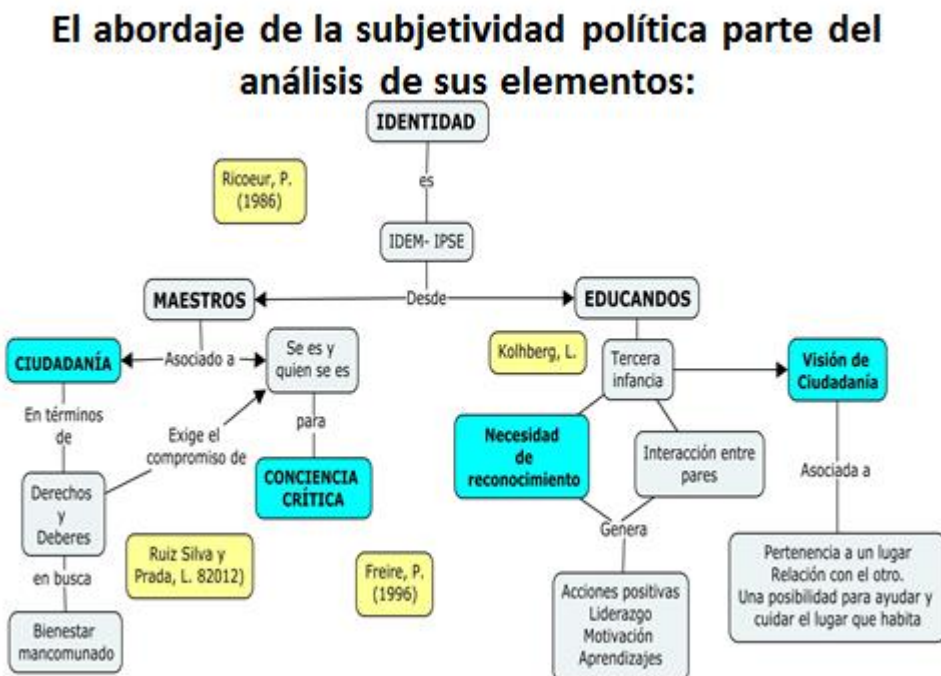 El abordaje de la subjetividad política parte del
análisis de sus elementos:
IDENTIDAD
Ricoeur, P.
(1986)
es
IDEM- IPSE
MAESTROS
Desde
EDUCANDOS
CIUDADANÍA
Asociado a
Se es y
quien se es
Kolhberg, L.
Tercera
infancia
Visión de
Ciudadanía
En términos
de
Exige el
compromiso de
para
Necesidad
de
reconocimiento
Interacción entre
pares
Asociada a
Derechos
y
Deberes
CONCIENCIA
CRÍTICA
Genera
en busca
Ruiz Silva y
Prada, L. 82012)
Freire, P.
(1996)
Pertenencia a un lugar
Relación con el otro.
Una posibilidad para ayudar y
cuidar el lugar que habita
Bienestar
mancomunado
Acciones positivas
Liderazgo
Motivación
Aprendizajes